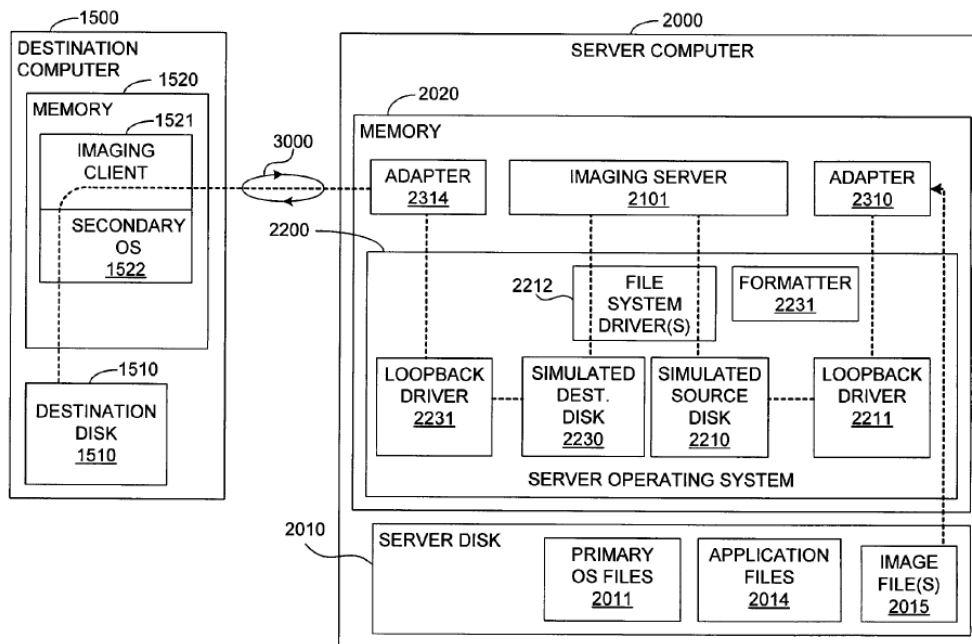 1500
DESTINATION
COMPUTER
1520
MEMORY
1521
IMAGING
CLIENT
SECONDARY
OS
1522
1510
DESTINATION
DISK
1510
3000
2000
SERVER COMPUTER
2020
MEMORY
ADAPTER
2314
IMAGING SERVER
2101
ADAPTER
2310
2200
2212
FILE
SYSTEM
DRIVER(S)
FORMATTER
2231
LOOPBACK
DRIVER
2231
SIMULATED
DEST.
DISK
2230
SIMULATED
SOURCE
DISK
2210
LOOPBACK
DRIVER
2211
SERVER OPERATING SYSTEM
2010
SERVER DISK
PRIMARY
OS FILES
2011
APPLICATION
FILES
2014
IMAGE
FILE(S)
2015